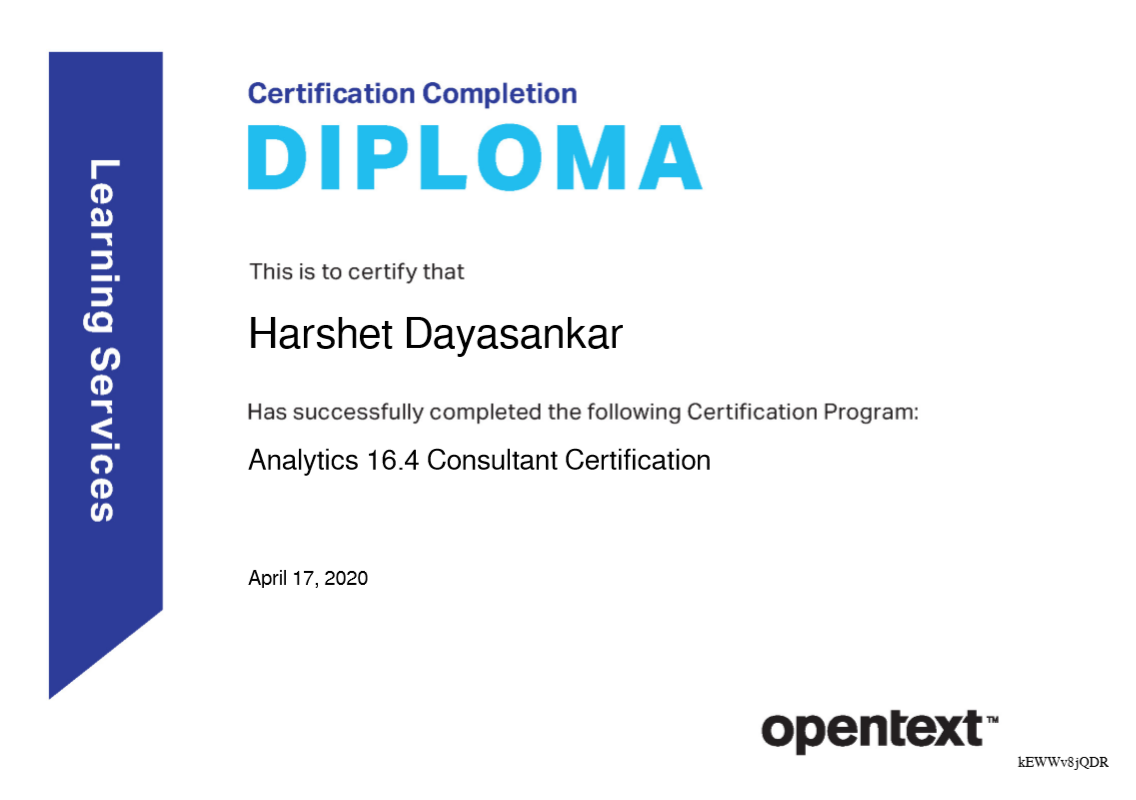 Learning Services
Certification Completion
DIPLOMA
This is to certify that
Harshet Dayasankar
Has successfully completed the following Certification Program:
Analytics 16.4 Consultant Certification
April 17, 2020
opentext™
kEWWv8jQDR